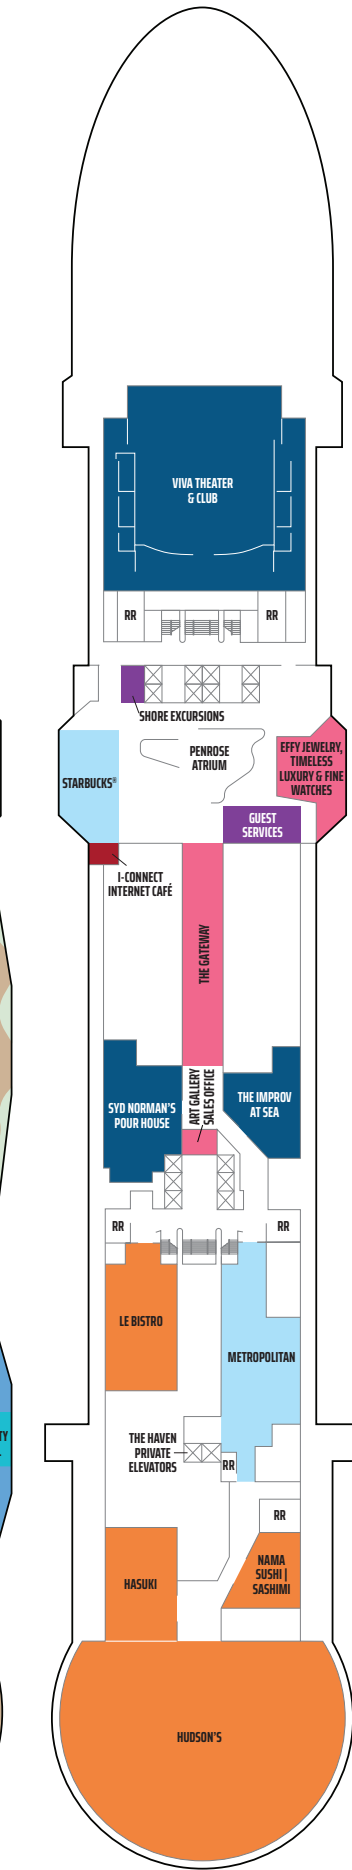 VIVA THEATER
& CLUB
RR
RR
SHORE EXCURSIONS
PENROSE
ATRIUM
EFFY JEWELRY,
TIMELESS
LUXURY & FINE
WATCHES
STARBUCKS®
GUEST
SERVICES
I-CONNECT
INTERNET CAFÉ
THE GATEWAY
ART GALLERY
SALES OFFICE
SYD NORMAN'S
POUR HOUSE
THE IMPROV
AT SEA
RR
RR
LE BISTRO
METROPOLITAN
TY
THE HAVEN
PRIVATE
ELEVATORS
RR
RR
HASUKI
NAMA
SUSHI |
SASHIMI
HUDSON'S